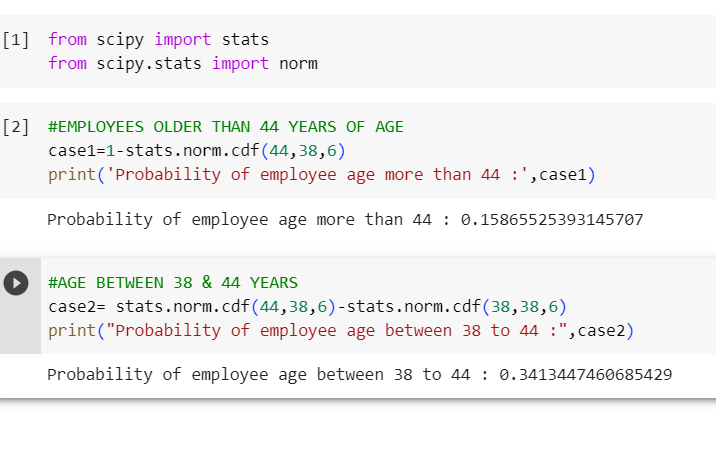 [1] from scipy import stats
from scipy.stats import norm
[2] #EMPLOYEES OLDER THAN 44 YEARS OF AGE
case1=1-stats.norm.cdf(44,38,6)
print('Probability of employee age more than 44 :',case1)
Probability of employee age more than 44 : 0.15865525393145707
#AGE BETWEEN 38 & 44 YEARS
case2= stats.norm.cdf(44,38,6)-stats.norm.cdf(38,38,6)
print("Probability of employee age between 38 to 44 :",case2)
Probability of employee age between 38 to 44 : 0.3413447460685429